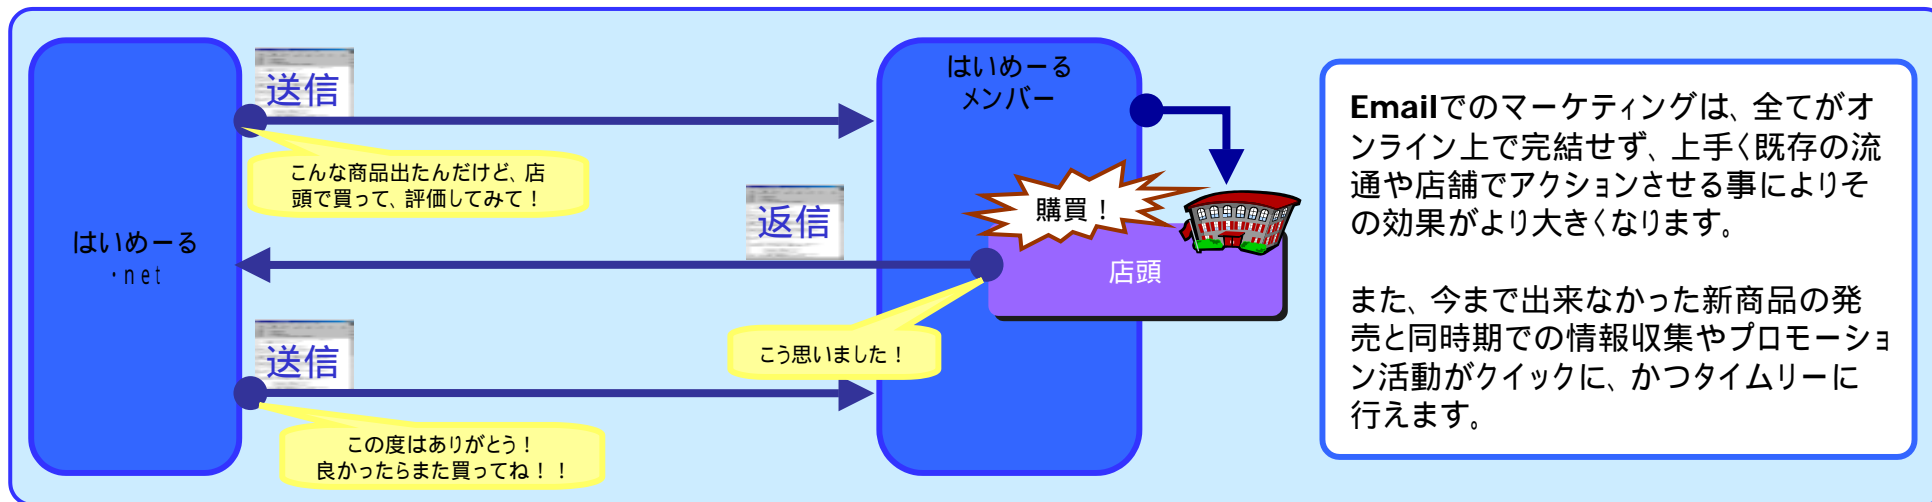 はいめーる
.net
送信
こんな商品出たんだけど、店
頭で買って、評価してみて！
はいめーる
メンバー
購買！
店頭
返信
こう思いました！
送信
この度はありがとう！
良かったらまた買ってね！！
Emailでのマーケティングは、全てがオ
ンライン上で完結せず、上手く既存の流
通や店舗でアクションさせる事によりそ
の効果がより大きくなります。
また、今まで出来なかった新商品の発
売と同時期での情報収集やプロモーショ
ン活動がクイックに、かつタイムリーに
行えます。